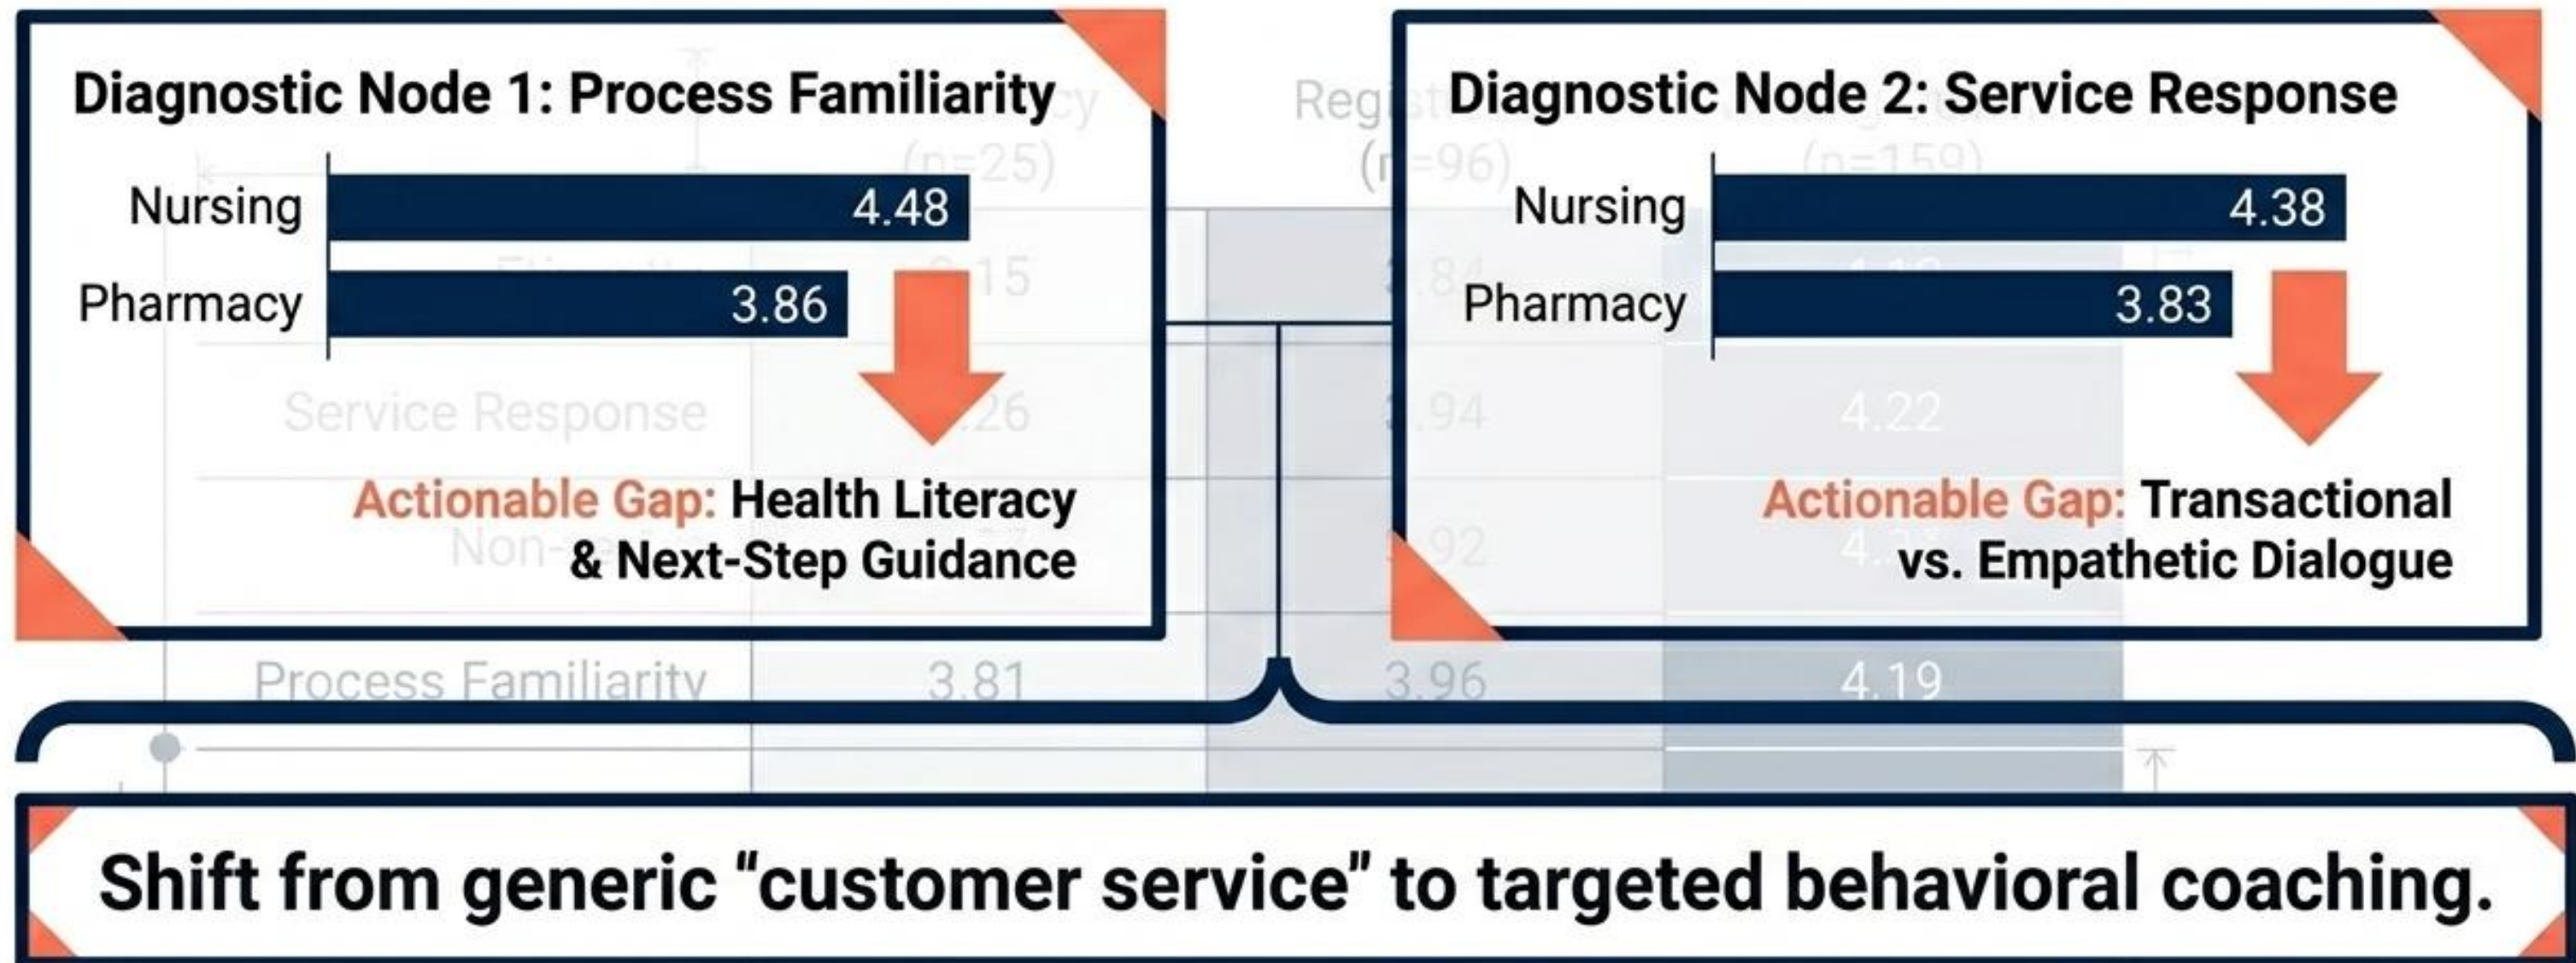 Diagnostic Node 1: Process Familiarity
Nursing 4.48
Pharmacy 3.86
Actionable Gap: Health Literacy
& Next-Step Guidance
Diagnostic Node 2: Service Response
Nursing 4.38
Pharmacy 3.83
Actionable Gap: Transactional
vs. Empathetic Dialogue
(n=25)
(n=159)
Service Response 4.22
Process Familiarity 3.81 3.96 4.19
Shift from generic “customer service” to targeted behavioral coaching.